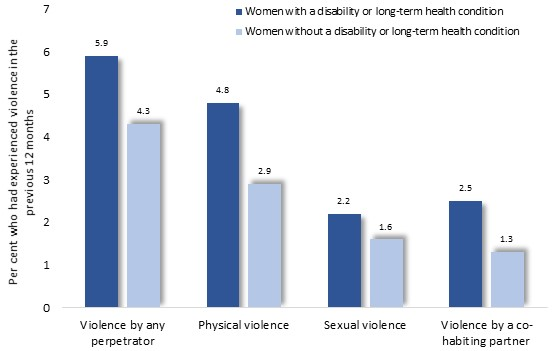 Women with a disability or long-term health condition
Women without a disability or long-term health condition
Per cent who had experienced violence in the
previous 12 months
7
6
5
4
3
2
1
0
5.9
4.3
4.8
2.9
2.2
1.6
2.5
1.3
Violence by any
perpetrator
Physical violence
Sexual violence
Violence by a co-
habiting partner